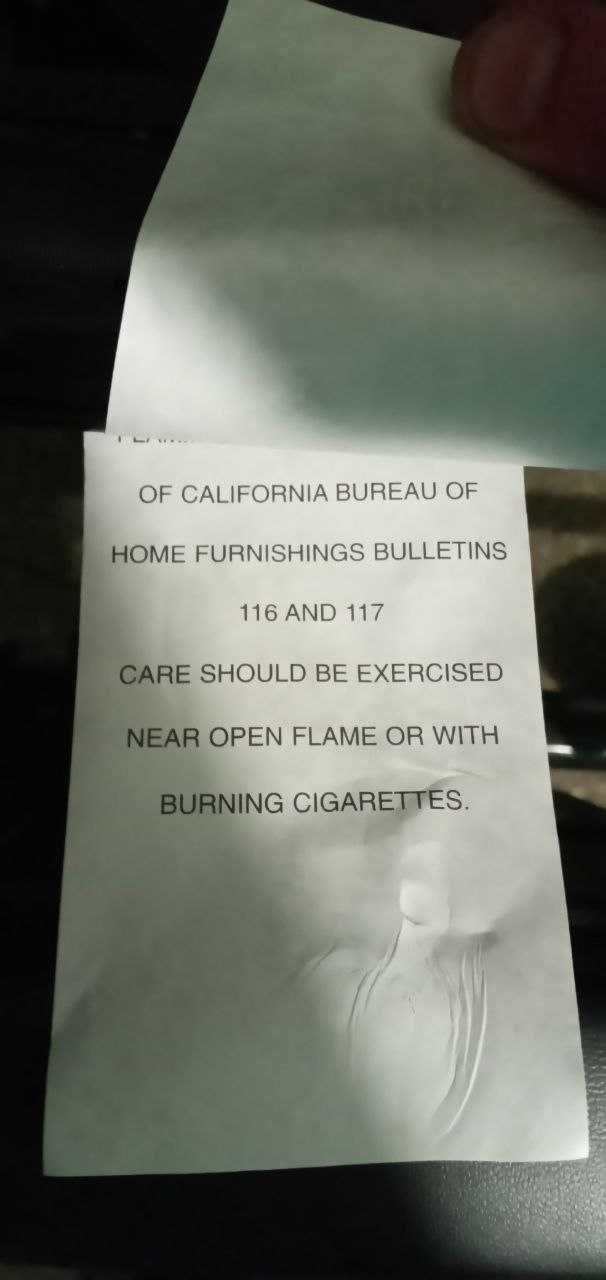 OF CALIFORNIA BUREAU OF
HOME FURNISHINGS BULLETINS
116 AND 117
CARE SHOULD BE EXERCISED
NEAR OPEN FLAME OR WITH
BURNING CIGARETTES.